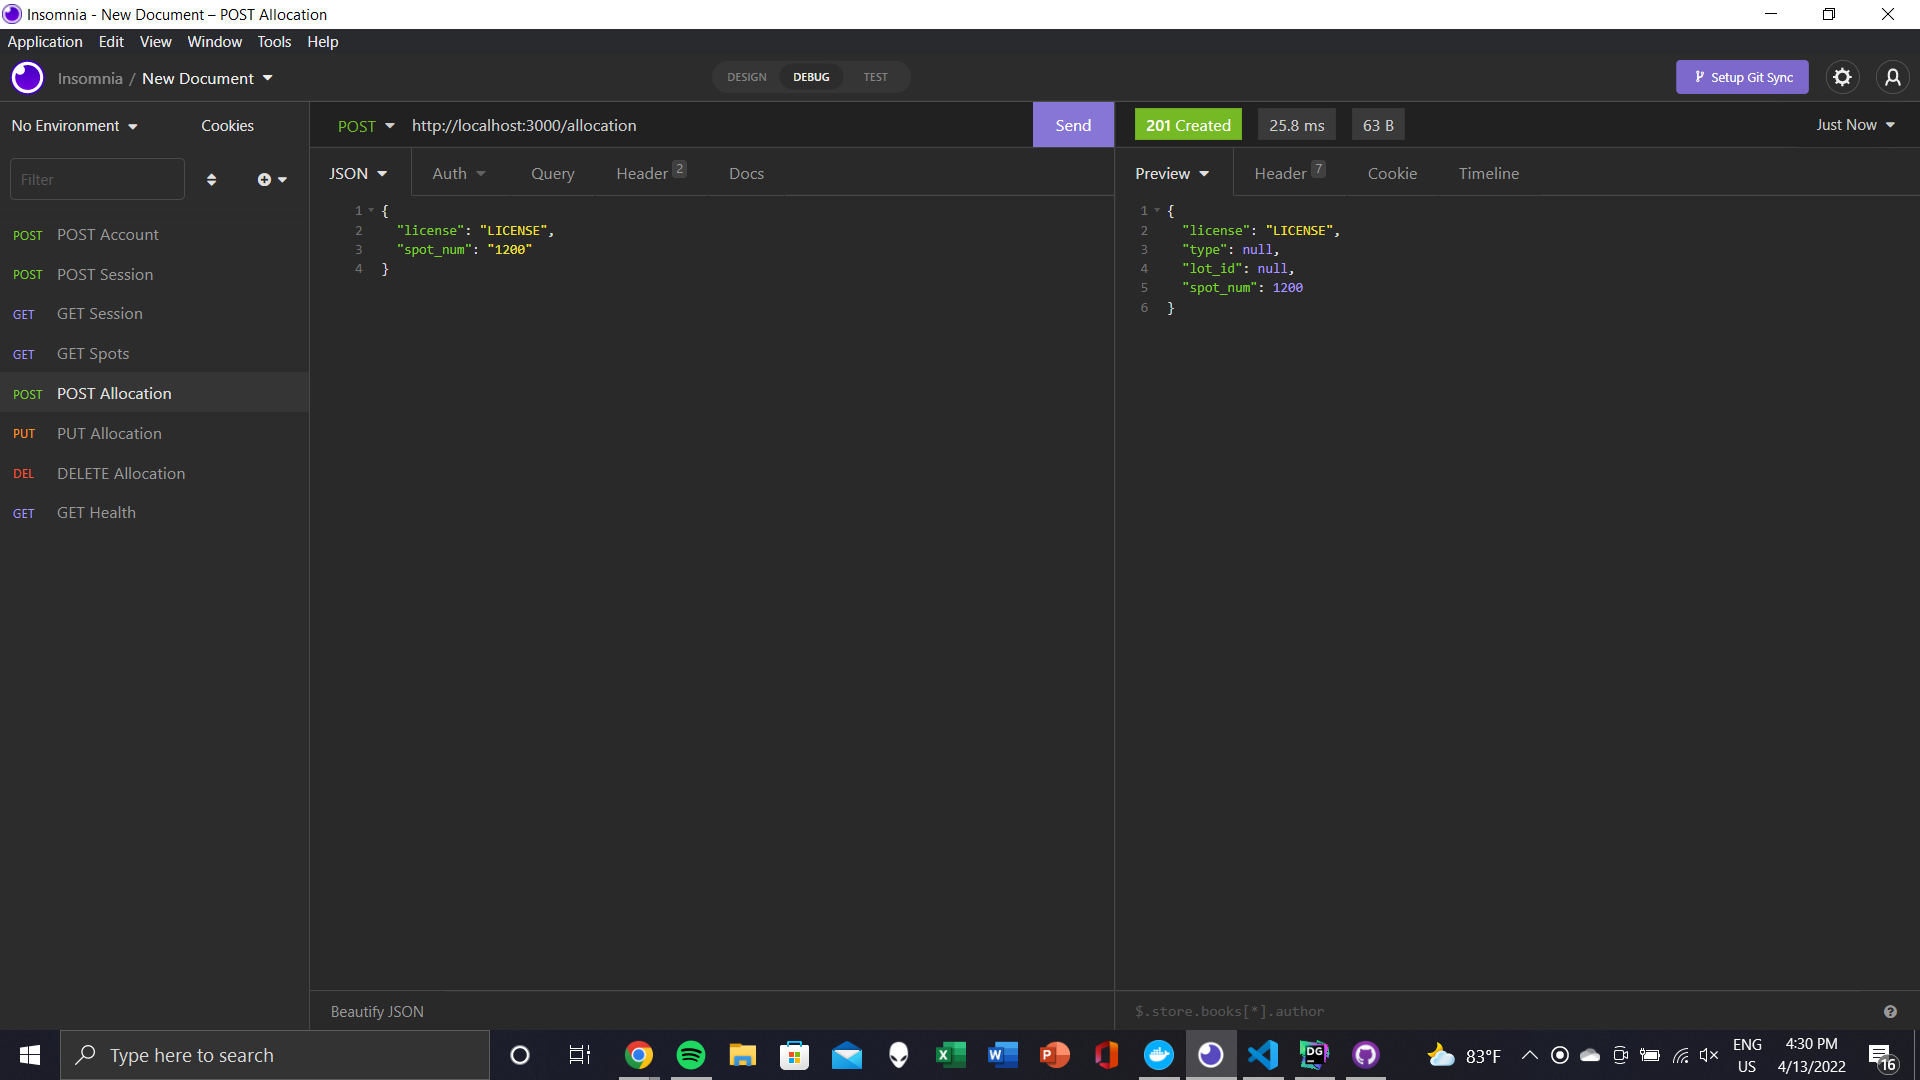 Insomnia - New Document – POST Allocation
Application Edit View Window Tools Help
Insomnia / New Document
DESIGN DEBUG TEST
Setup Git Sync
No Environment Cookies
POST http://localhost:3000/allocation Send
201 Created 25.8 ms 63 B Just Now
Filter
JSON Auth Query Header 2 Docs
Preview Header 7 Cookie Timeline
POST POST Account
POST POST Session
GET GET Session
GET GET Spots
POST POST Allocation
PUT PUT Allocation
DEL DELETE Allocation
GET GET Health
1 {
2 "license": "LICENSE",
3 "spot_num": "1200"
4 }
1 {
2 "license": "LICENSE",
3 "type": null,
4 "lot_id": null,
5 "spot_num": 1200
6 }
Beautify JSON
$.store.books[*].author
?
Type here to search
X
W
P
DG
83°F
ENG
US
4:30 PM
4/13/2022
16